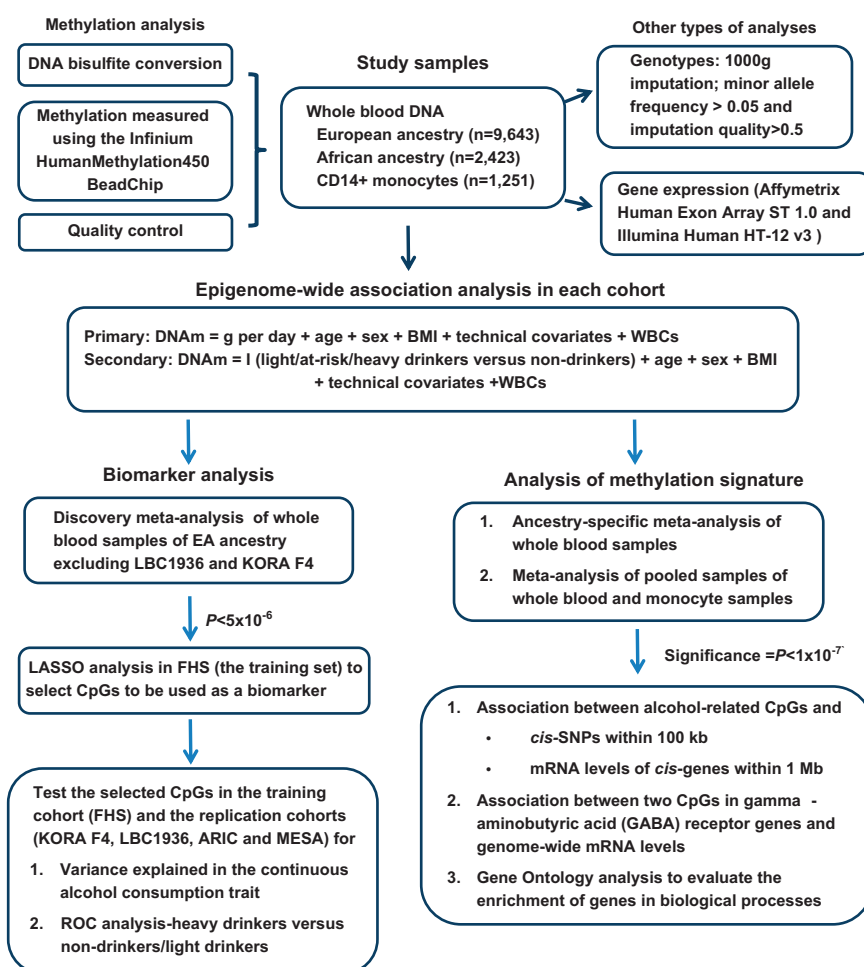 Methylation analysis
DNA bisulfite conversion
Methylation measured
using the Infinium
HumanMethylation450
BeadChip
Quality control
Study samples
Whole blood DNA
European ancestry (n=9,643)
African ancestry (n=2,423)
CD14+ monocytes (n=1,251)
Other types of analyses
Genotypes: 1000g
imputation; minor allele
frequency > 0.05 and
imputation quality>0.5
Gene expression (Affymetrix
Human Exon Array ST 1.0 and
Illumina Human HT-12 v3 )
Epigenome-wide association analysis in each cohort
Primary: DNAm = g per day + age + sex + BMI + technical covariates + WBCs
Secondary: DNAm = I (light/at-risk/heavy drinkers versus non-drinkers) + age + sex + BMI
+ technical covariates +WBCs
Biomarker analysis
Discovery meta-analysis of whole
blood samples of EA ancestry
excluding LBC1936 and KORA F4
P<5x10⁻⁶
LASSO analysis in FHS (the training set) to
select CpGs to be used as a biomarker
Test the selected CpGs in the training
cohort (FHS) and the replication cohorts
(KORA F4, LBC1936, ARIC and MESA) for
1. Variance explained in the continuous
alcohol consumption trait
2. ROC analysis-heavy drinkers versus
non-drinkers/light drinkers
Analysis of methylation signature
1. Ancestry-specific meta-analysis of
whole blood samples
2. Meta-analysis of pooled samples of
whole blood and monocyte samples
Significance =P<1x10⁻⁷
1. Association between alcohol-related CpGs and
• cis-SNPs within 100 kb
• mRNA levels of cis-genes within 1 Mb
2. Association between two CpGs in gamma -
aminobutyric acid (GABA) receptor genes and
genome-wide mRNA levels
3. Gene Ontology analysis to evaluate the
enrichment of genes in biological processes